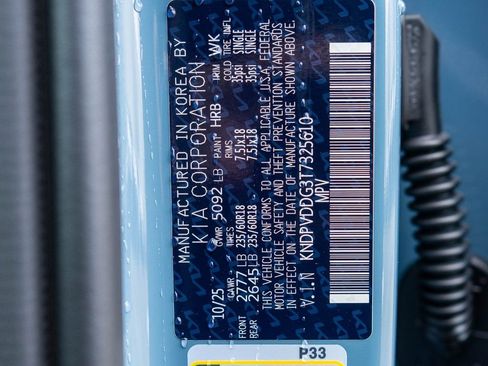 MANUFACTURED IN KOREA BY
KIA CORPORATION
10/25 GVWR 5092 LB PAINT HRB TRIM WK
GAWR TIRES RIMS COLD TIRE INFL
FRONT 2777 LB 235/60R18 7.5Jx18 35psi SINGLE
REAR 2645 LB 235/60R18 7.5Jx18 35psi SINGLE
THIS VEHICLE CONFORMS TO ALL APPLICABLE U.S.A. FEDERAL
MOTOR VEHICLE SAFETY AND THEFT PREVENTION STANDARDS
IN EFFECT ON THE DATE OF MANUFACTURE SHOWN ABOVE.
V.I.N KNDPVDDG3T7325610
MPV
P33